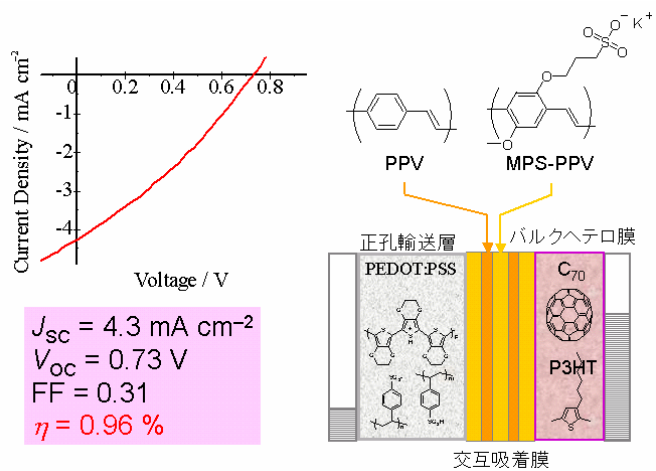 0
0.2
0.4
0.6
0.8
-1
-2
-3
-4
Current Density / mA cm⁻²
Voltage / V
J_SC = 4.3 mA cm⁻²
V_OC = 0.73 V
FF = 0.31
η = 0.96 %
O⁻ K⁺
O S O
O
O
PPV
MPS-PPV
正孔輸送層
バルクヘテロ膜
PEDOT:PSS
C₇₀
P3HT
交互吸着膜